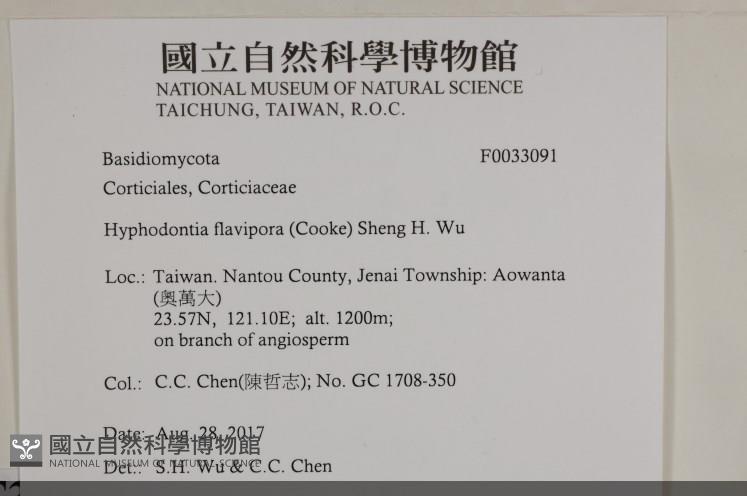 國立自然科學博物館
NATIONAL MUSEUM OF NATURAL SCIENCE
TAICHUNG, TAIWAN, R.O.C.
Basidiomycota F0033091
Corticiales, Corticiaceae
Hyphodontia flavipora (Cooke) Sheng H. Wu
Loc.: Taiwan. Nantou County, Jenai Township: Aowanta
(奧萬大)
23.57N, 121.10E; alt. 1200m;
on branch of angiosperm
Col.: C.C. Chen(陳哲志); No. GC 1708-350
Date: Aug. 28, 2017
國立自然科學博物館
NATIONAL MUSEUM OF NATURAL SCIENCE
Det.: S.H. Wu & C.C. Chen